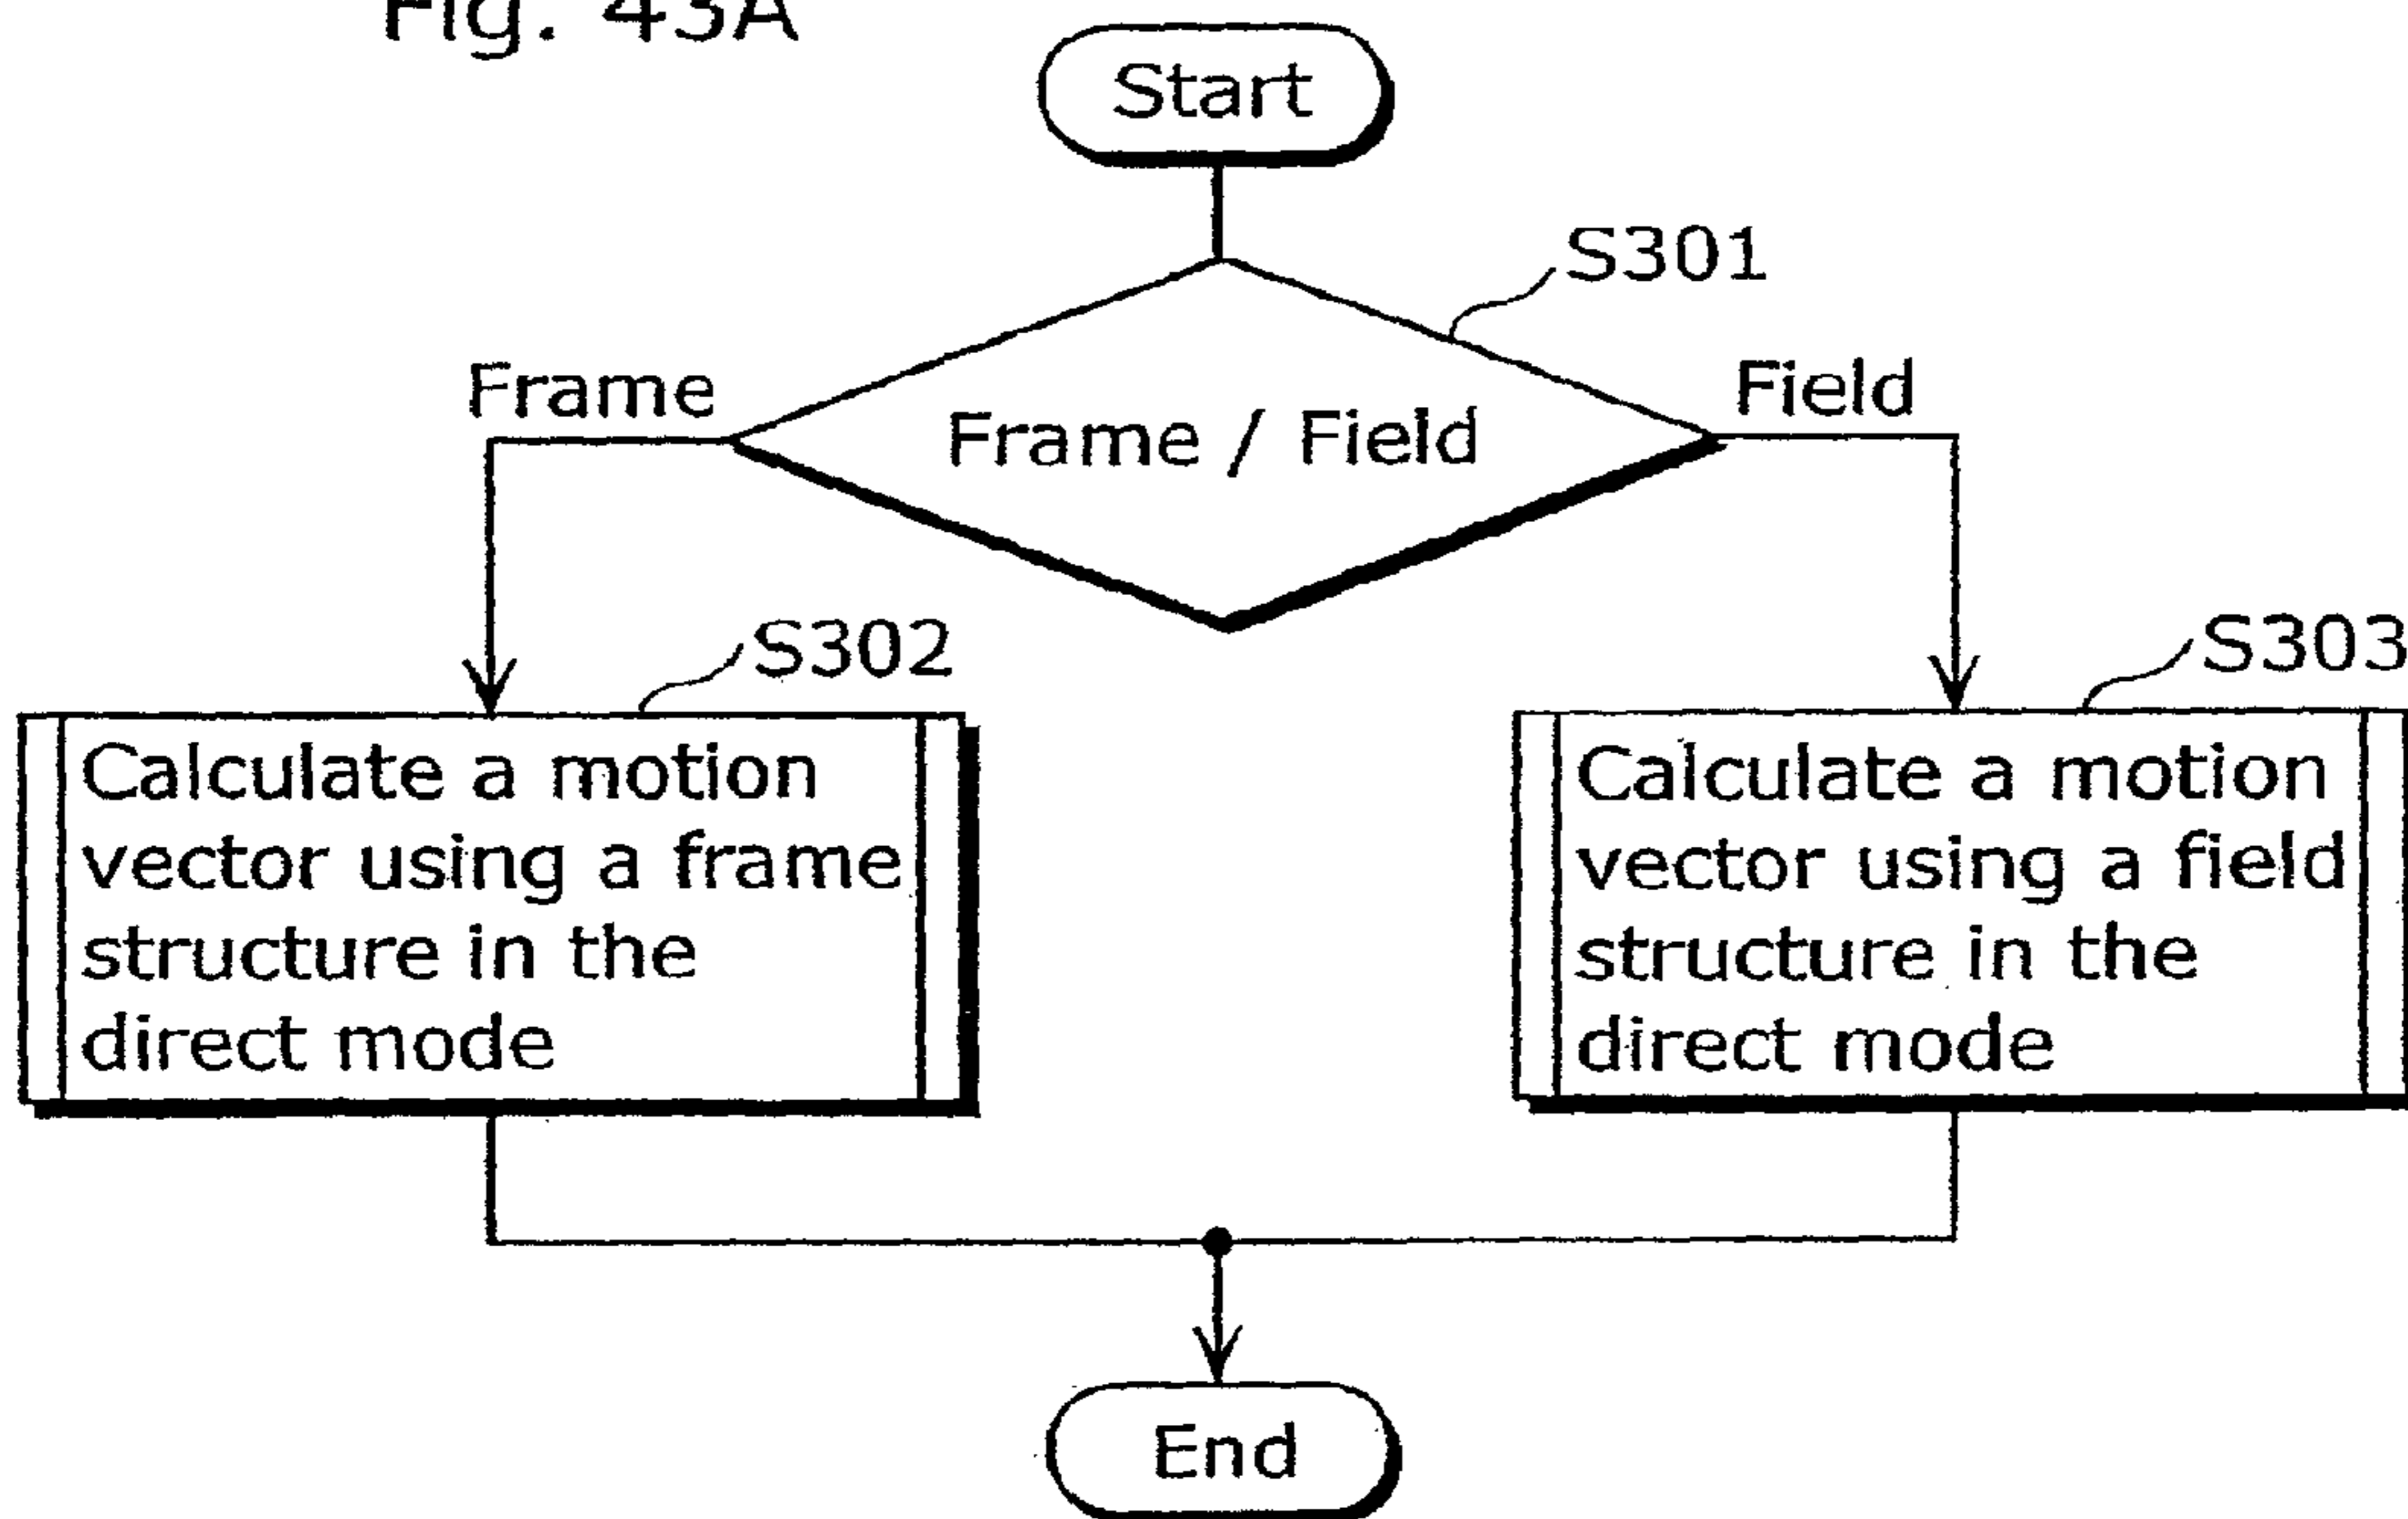 Fig. 43A
Start
S301
Frame
Frame / Field
Field
S302
S303
Calculate a motion
vector using a frame
structure in the
direct mode
Calculate a motion
vector using a field
structure in the
direct mode
End